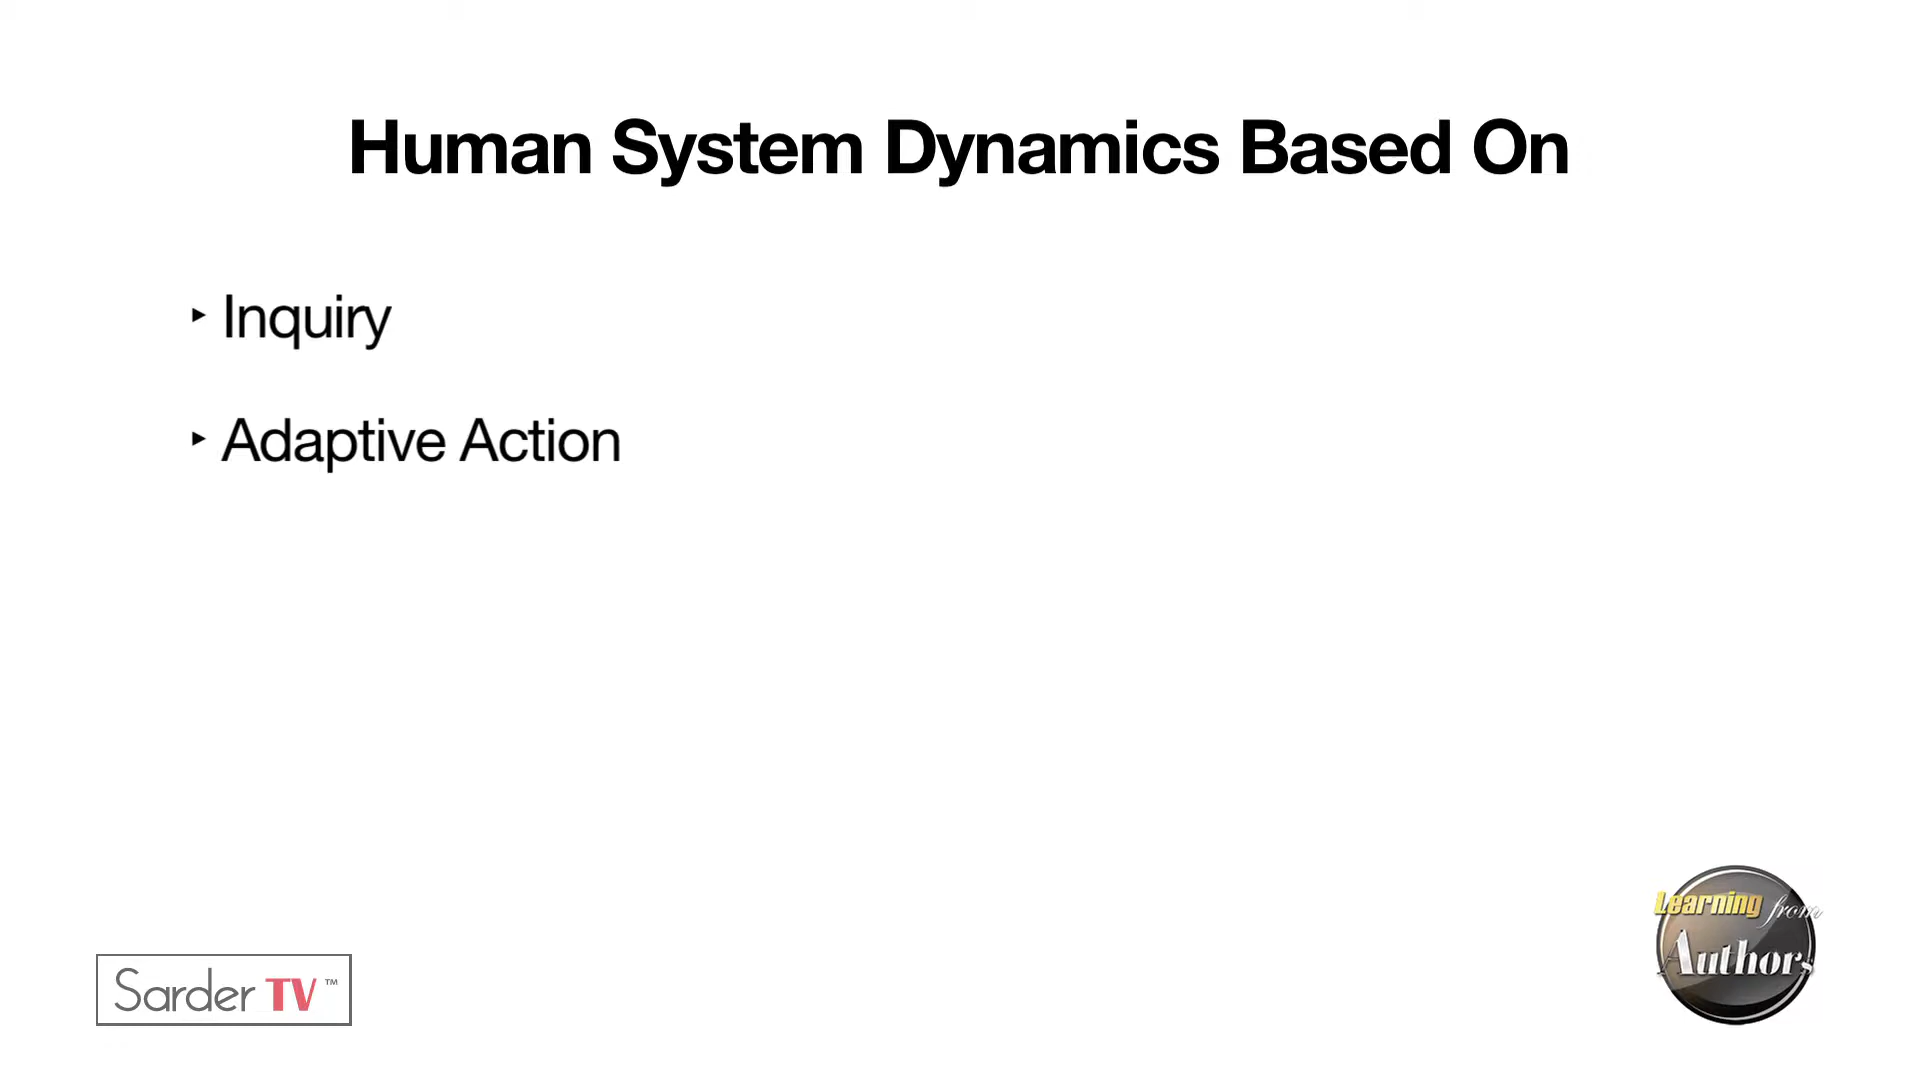 Human System Dynamics Based On
‣ Inquiry
‣ Adaptive Action
Learning from
Authors
Sarder TV™